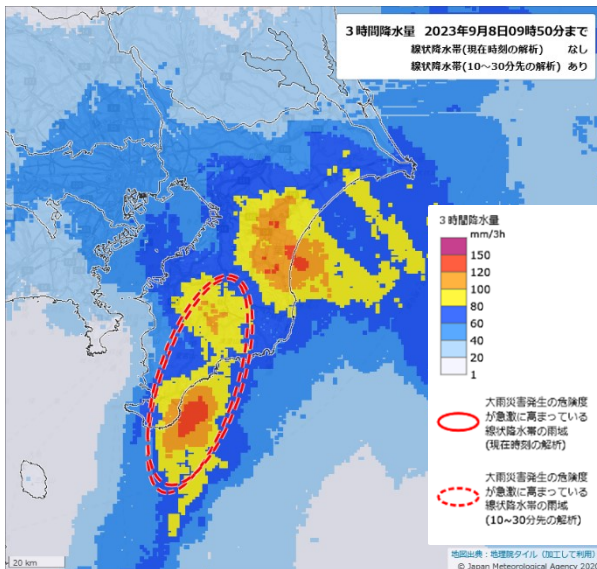 ３時間降水量 2023年9月8日09時50分まで
線状降水帯(現在時刻の解析) なし
線状降水帯(10～30分先の解析) あり
３時間降水量
mm/3h
150
120
100
80
60
40
20
1
大雨災害発生の危険度
が急激に高まっている
線状降水帯の雨域
(現在時刻の解析)
大雨災害発生の危険度
が急激に高まっている
線状降水帯の雨域
(10~30分先の解析)
20 km
地図出典：地理院タイル（加工して利用）
© Japan Meteorological Agency 2020